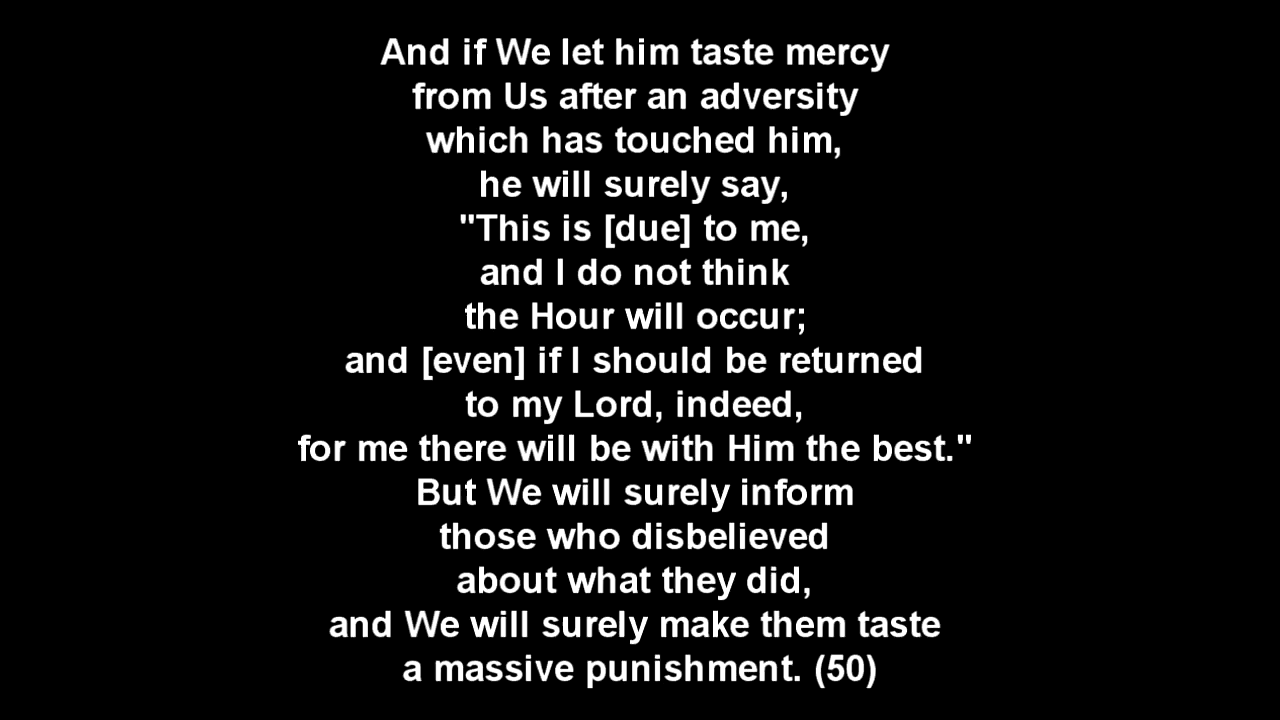 And if We let him taste mercy
from Us after an adversity
which has touched him,
he will surely say,
"This is [due] to me,
and I do not think
the Hour will occur;
and [even] if I should be returned
to my Lord, indeed,
for me there will be with Him the best."
But We will surely inform
those who disbelieved
about what they did,
and We will surely make them taste
a massive punishment. (50)